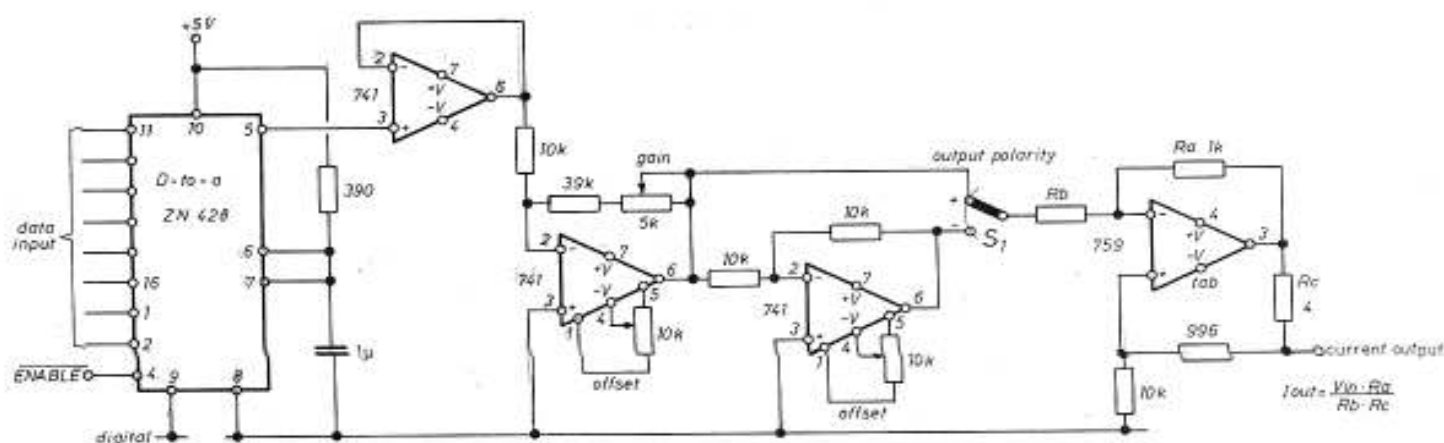 +5V
2
-
7
+V
-V
741
6
3
+
4
11
10
5
D-to-a
ZN 428
data
input
16
1
2
6
7
390
1µ
ENABLE
4
9
8
digital
10k
gain
39k
5k
2
-
7
+V
-V
741
6
3
+
5
1
4
10k
offset
10k
10k
2
-
7
+V
-V
741
6
3
+
5
1
4
10k
offset
output polarity
+
-
S1
Rb
Ra 1k
-
4
+V
-V
759
3
+
tab
Rc
4
996
10k
current output
Iout = Vin · Ra
Rb · Rc